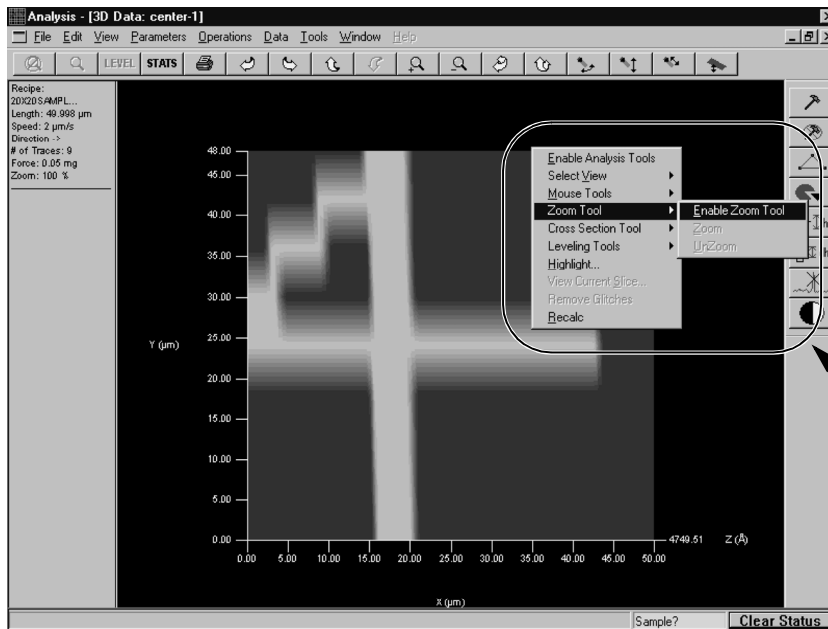 Analysis - [3D Data: center-1]
File Edit View Parameters Operations Data Tools Window Help
LEVEL STATS
Recipe:
20X20SAMPL...
Length: 49.998 µm
Speed: 2 µm/s
Direction ->
# of Traces: 9
Force: 0.05 mg
Zoom: 100 %
Enable Analysis Tools
Select View
Mouse Tools
Zoom Tool
Cross Section Tool
Leveling Tools
Highlight...
View Current Slice...
Remove Glitches
Recalc
Enable Zoom Tool
Zoom
UnZoom
h
h
48.00
45.00
40.00
35.00
30.00
25.00
20.00
15.00
10.00
5.00
0.00
Y (µm)
0.00 5.00 10.00 15.00 20.00 25.00 30.00 35.00 40.00 45.00 50.00
4749.51 Z (Å)
X (µm)
Sample? Clear Status